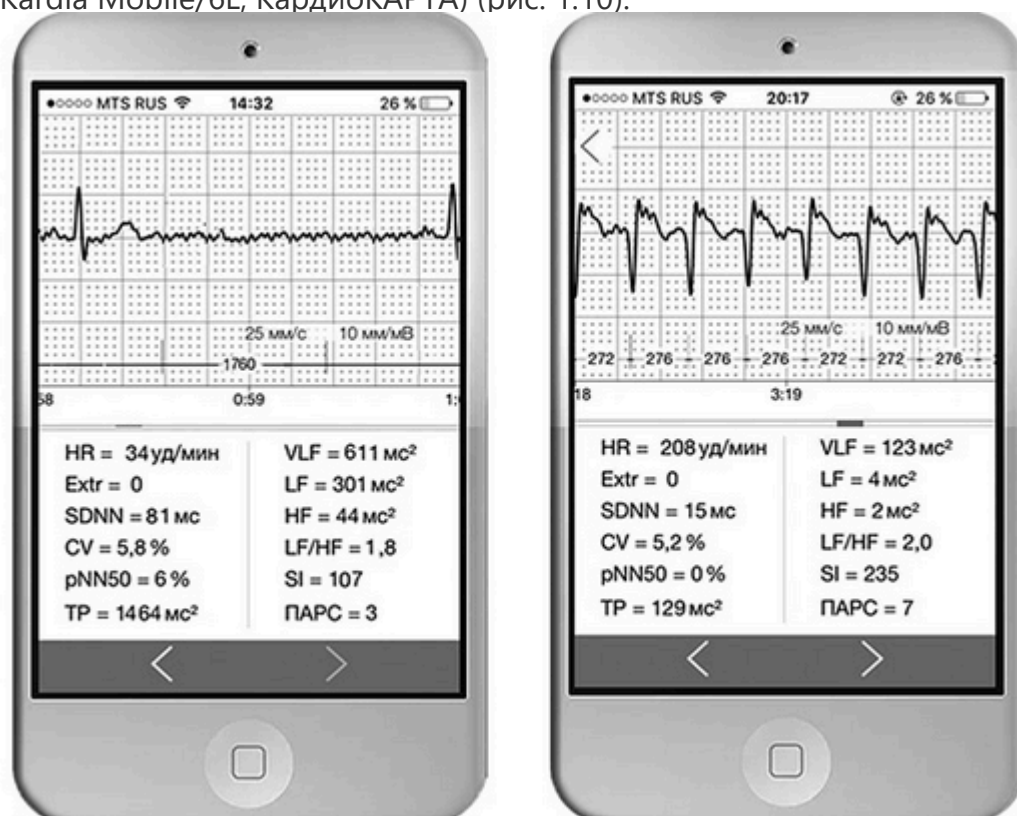 Kardia Mobile/6L, КардиоКАРТА) (рис. 1.10).
MTS RUS 14:32 26 %
25 мм/с 10 мм/мВ
1760
58 0:59 1:
HR = 34 уд/мин VLF = 611 мс²
Extr = 0 LF = 301 мс²
SDNN = 81 мс HF = 44 мс²
CV = 5,8 % LF/HF = 1,8
pNN50 = 6 % SI = 107
TP = 1464 мс² ПАРС = 3
MTS RUS 20:17 26 %
25 мм/с 10 мм/мВ
272 276 276 276 272 272 276
18 3:19
HR = 208 уд/мин VLF = 123 мс²
Extr = 0 LF = 4 мс²
SDNN = 15 мс HF = 2 мс²
CV = 5,2 % LF/HF = 2,0
pNN50 = 0 % SI = 235
TP = 129 мс² ПАРС = 7